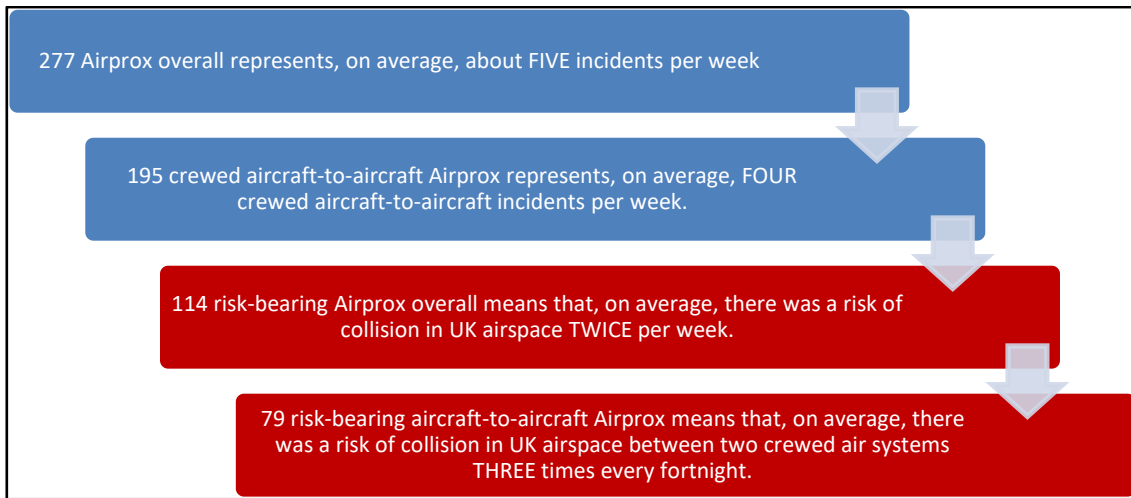 277 Airprox overall represents, on average, about FIVE incidents per week
195 crewed aircraft-to-aircraft Airprox represents, on average, FOUR
crewed aircraft-to-aircraft incidents per week.
114 risk-bearing Airprox overall means that, on average, there was a risk of
collision in UK airspace TWICE per week.
79 risk-bearing aircraft-to-aircraft Airprox means that, on average, there
was a risk of collision in UK airspace between two crewed air systems
THREE times every fortnight.